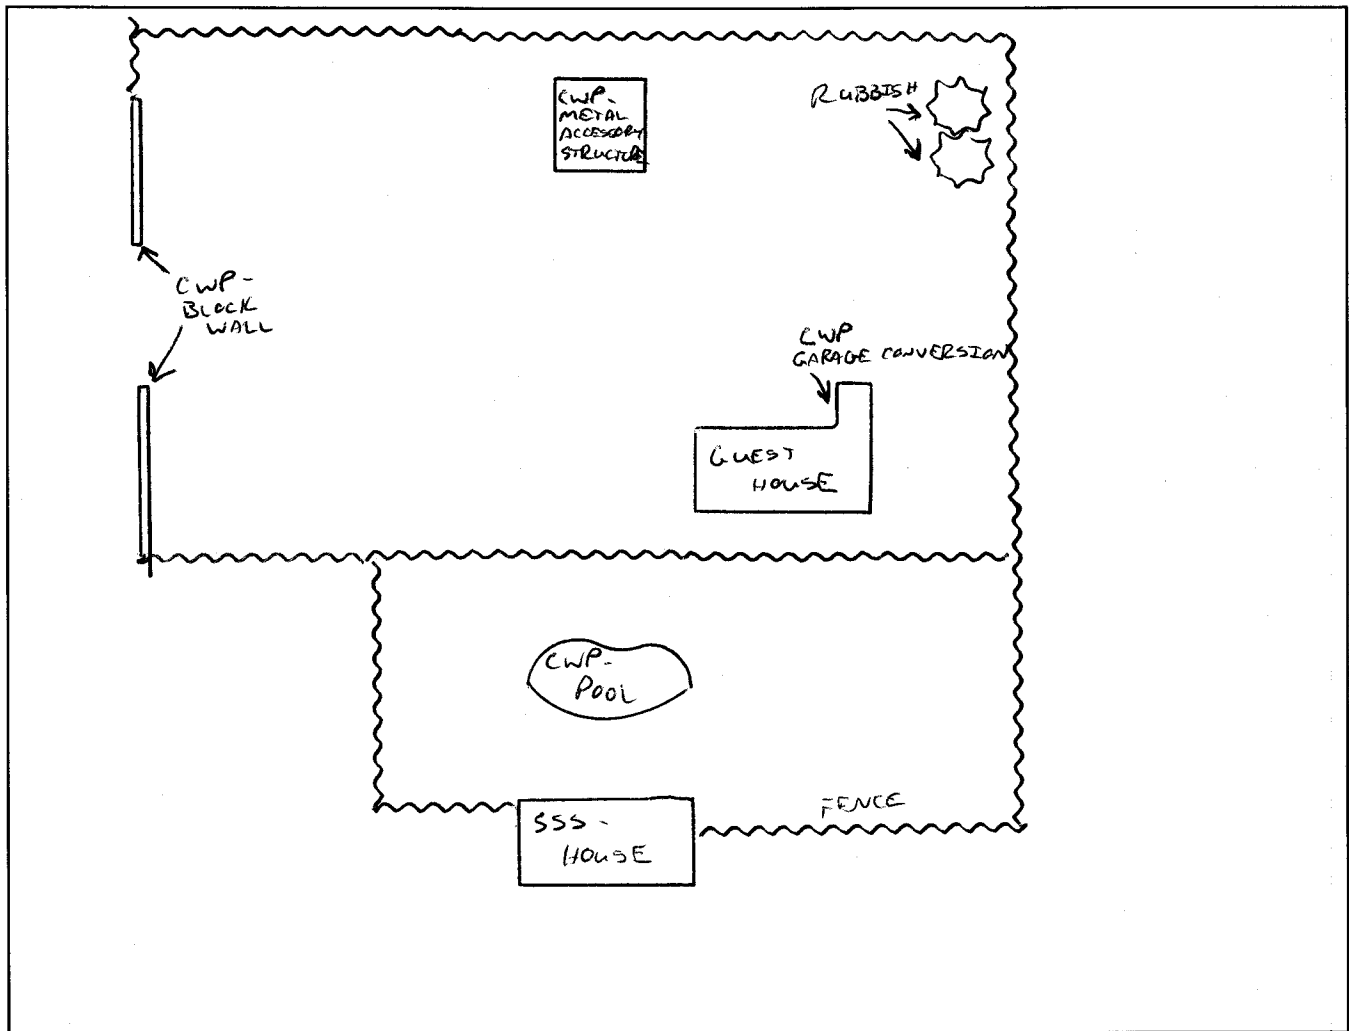 CWP-
METAL
ACCESSORY
STRUCTURE
RUBBISH
CWP-
BLOCK
WALL
CWP
GARAGE CONVERSION
GUEST
HOUSE
CWP-
POOL
FENCE
SSS-
HOUSE